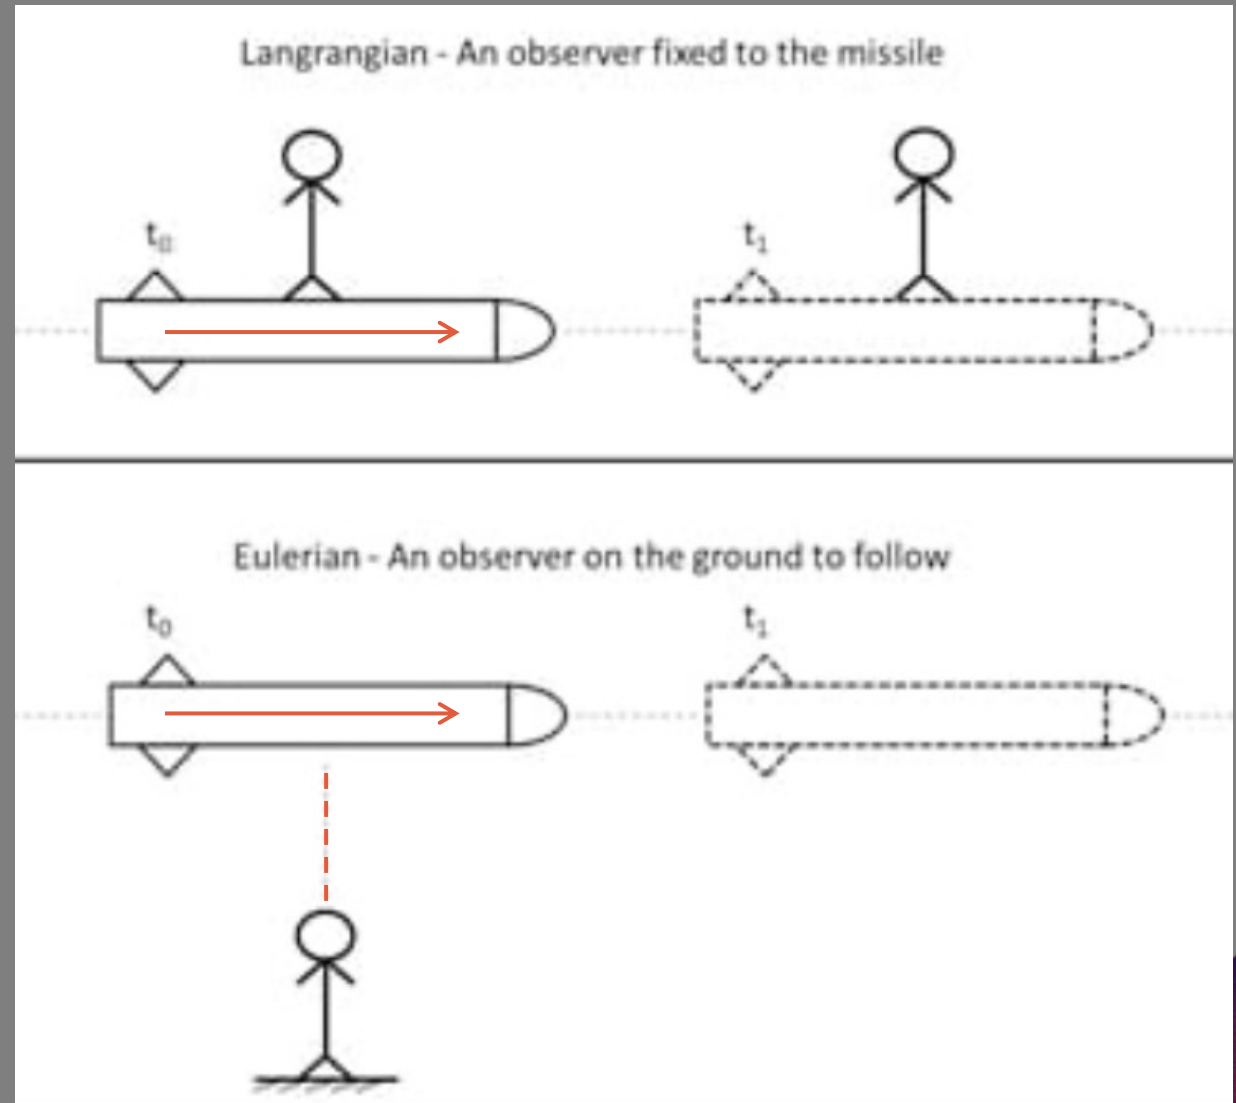 Langrangian - An observer fixed to the missile
t₀ t₁
Eulerian - An observer on the ground to follow
t₀ t₁